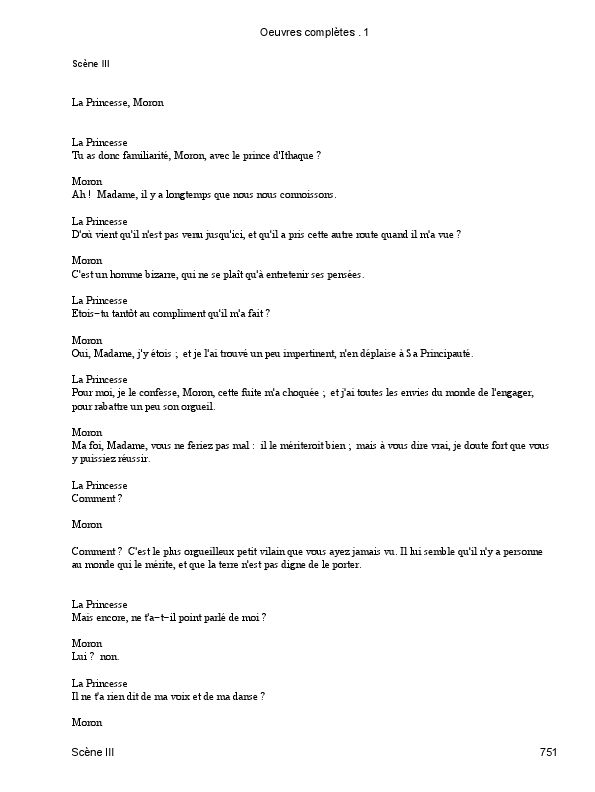 Oeuvres complètes . 1
Scène III
La Princesse, Moron
La Princesse
Tu as donc familiarité, Moron, avec le prince d'Ithaque ?
Moron
Ah !  Madame, il y a longtemps que nous nous connoissons.
La Princesse
D'où vient qu'il n'est pas venu jusqu'ici, et qu'il a pris cette autre route quand il m'a vue ?
Moron
C'est un homme bizarre, qui ne se plaît qu'à entretenir ses pensées.
La Princesse
Etois−tu tantôt au compliment qu'il m'a fait ?
Moron
Oui, Madame, j'y étois ;  et je l'ai trouvé un peu impertinent, n'en déplaise à Sa Principauté.
La Princesse
Pour moi, je le confesse, Moron, cette fuite m'a choquée ;  et j'ai toutes les envies du monde de l'engager,
pour rabattre un peu son orgueil.
Moron
Ma foi, Madame, vous ne feriez pas mal :  il le mériteroit bien ;  mais à vous dire vrai, je doute fort que vous
y puissiez réussir.
La Princesse
Comment ?
Moron
Comment ?  C'est le plus orgueilleux petit vilain que vous ayez jamais vu. Il lui semble qu'il n'y a personne
au monde qui le mérite, et que la terre n'est pas digne de le porter.
La Princesse
Mais encore, ne t'a−t−il point parlé de moi ?
Moron
Lui ?  non.
La Princesse
Il ne t'a rien dit de ma voix et de ma danse ?
Moron
Scène III
751